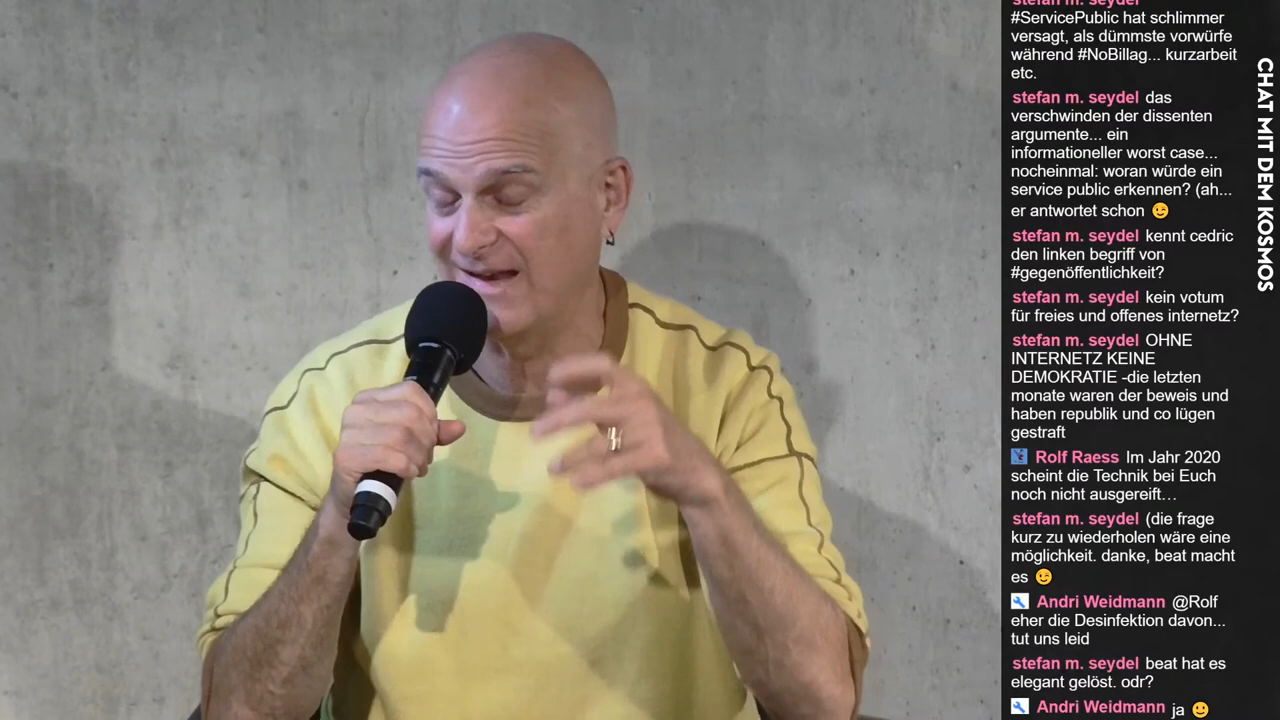 stefan m. seydel
#ServicePublic hat schlimmer
versagt, als dümmste vorwürfe
während #NoBillag... kurzarbeit
etc.
stefan m. seydel das
verschwinden der dissenten
argumente... ein
informationeller worst case...
nocheinmal: woran würde ein
service public erkennen? (ah...
er antwortet schon 😉
stefan m. seydel kennt cedric
den linken begriff von
#gegenöffentlichkeit?
stefan m. seydel kein votum
für freies und offenes internetz?
stefan m. seydel OHNE
INTERNETZ KEINE
DEMOKRATIE -die letzten
monate waren der beweis und
haben republik und co lügen
gestraft
Rolf Raess Im Jahr 2020
scheint die Technik bei Euch
noch nicht ausgereift…
stefan m. seydel (die frage
kurz zu wiederholen wäre eine
möglichkeit. danke, beat macht
es 😉
Andri Weidmann @Rolf
eher die Desinfektion davon...
tut uns leid
stefan m. seydel beat hat es
elegant gelöst. odr?
Andri Weidmann ja 🙂
CHAT MIT DEM KOSMOS